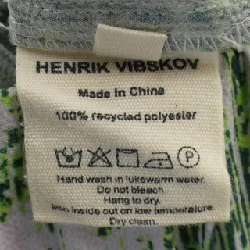 HENRIK VIBSKOV
Made in China
100% recycled polyester
Hand wash in lukewarm water.
Do not bleach.
Hang to dry.
Iron inside out on low temperature.
Dry clean.